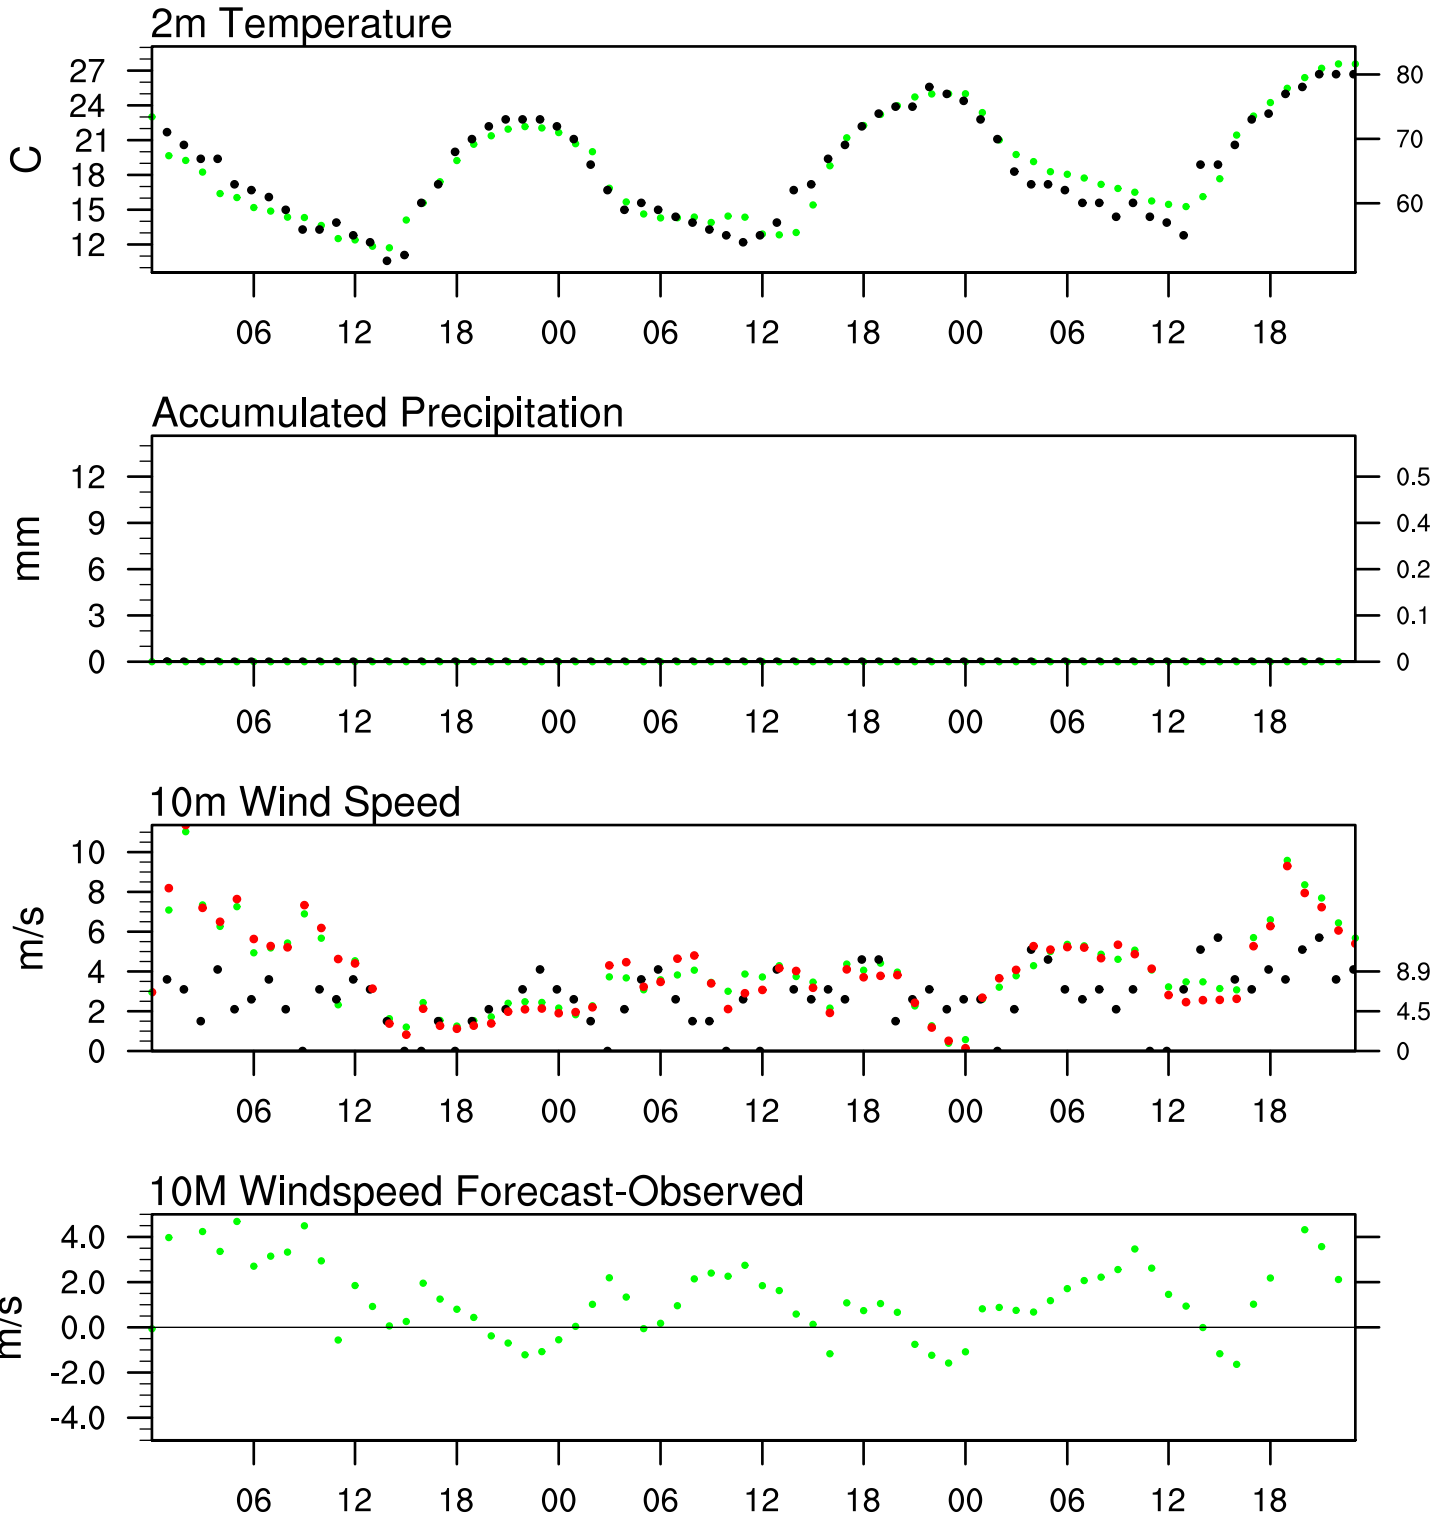 2m Temperature
27
24
21
18
15
12
C
80
70
60
06 12 18 00 06 12 18 00 06 12 18
Accumulated Precipitation
12
9
6
3
0
mm
0.5
0.4
0.2
0.1
0
06 12 18 00 06 12 18 00 06 12 18
10m Wind Speed
10
8
6
4
2
0
m/s
8.9
4.5
0
06 12 18 00 06 12 18 00 06 12 18
10M Windspeed Forecast-Observed
4.0
2.0
0.0
-2.0
-4.0
m/s
06 12 18 00 06 12 18 00 06 12 18